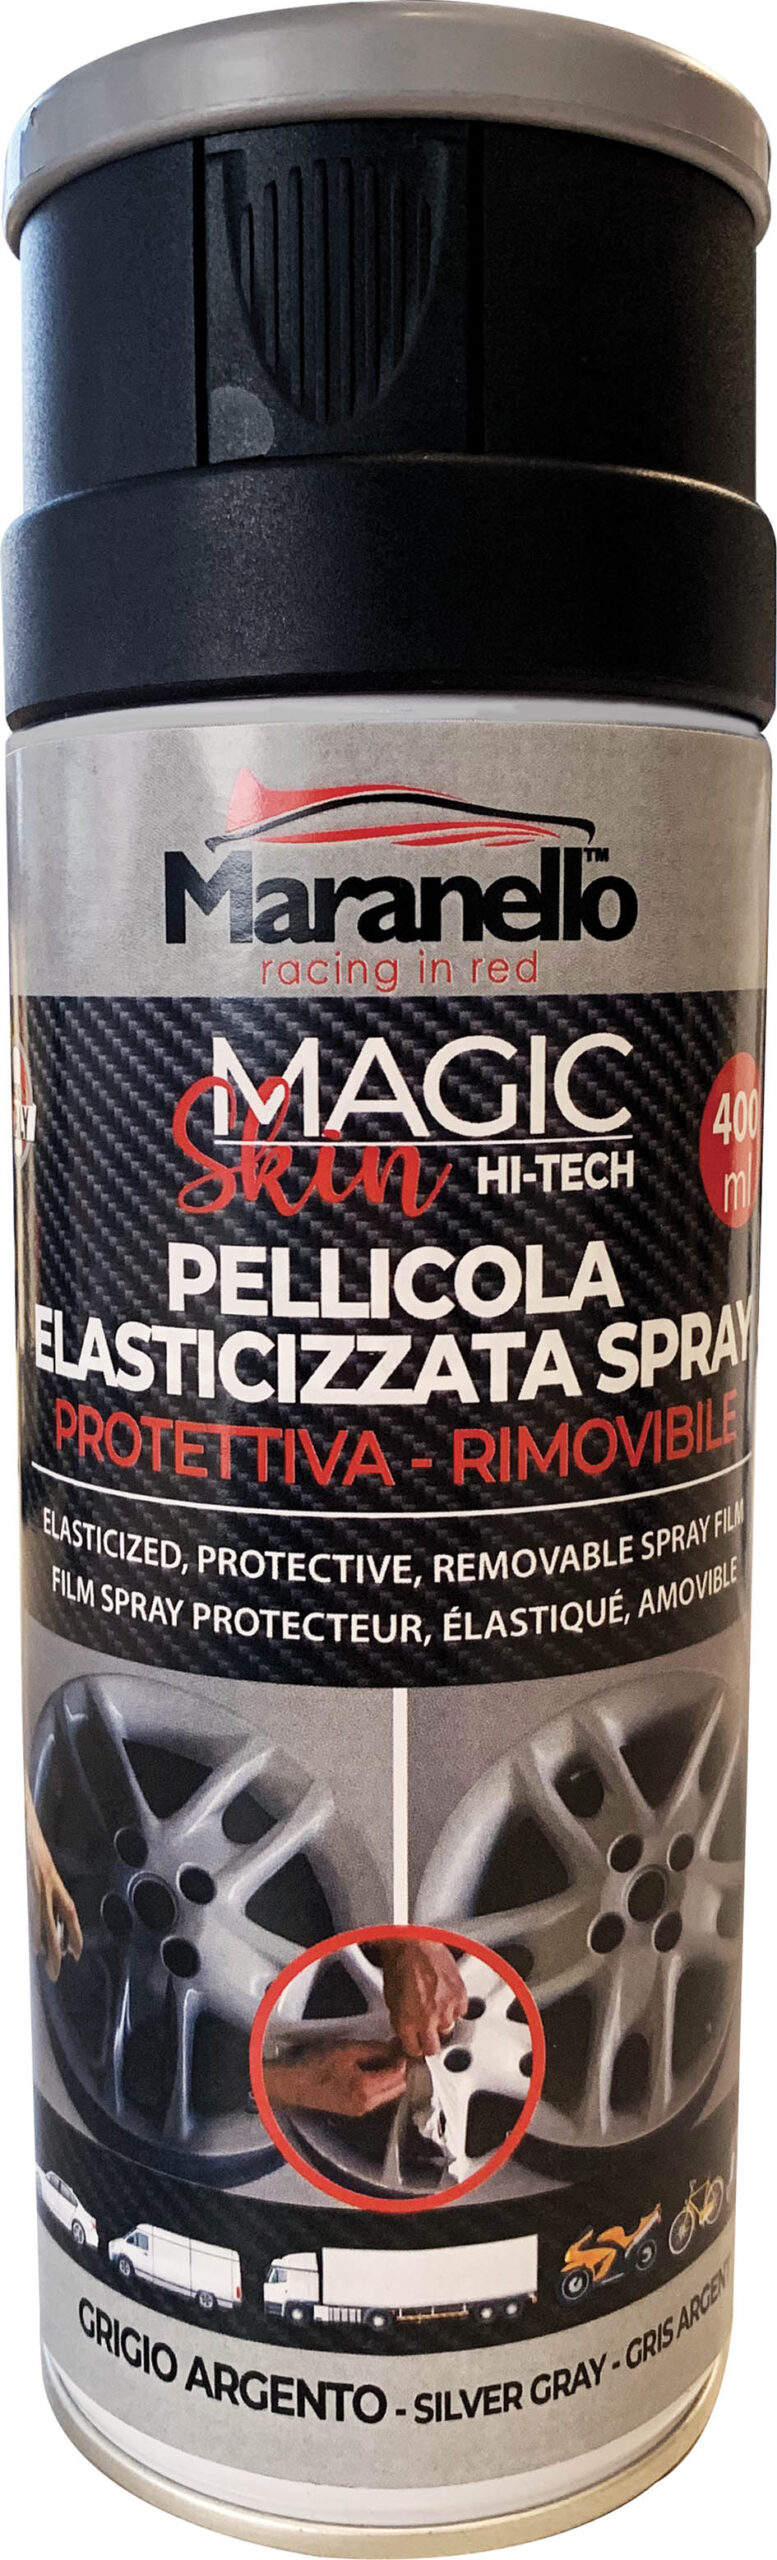 Maranello™
racing in red
MAGIC
Skin HI-TECH
400
ml
PELLICOLA
ELASTICIZZATA SPRAY
PROTETTIVA - RIMOVIBILE
ELASTICIZED, PROTECTIVE, REMOVABLE SPRAY FILM
FILM SPRAY PROTECTEUR, ÉLASTIQUÉ, AMOVIBLE
GRIGIO ARGENTO - SILVER GRAY - GRIS ARGENT